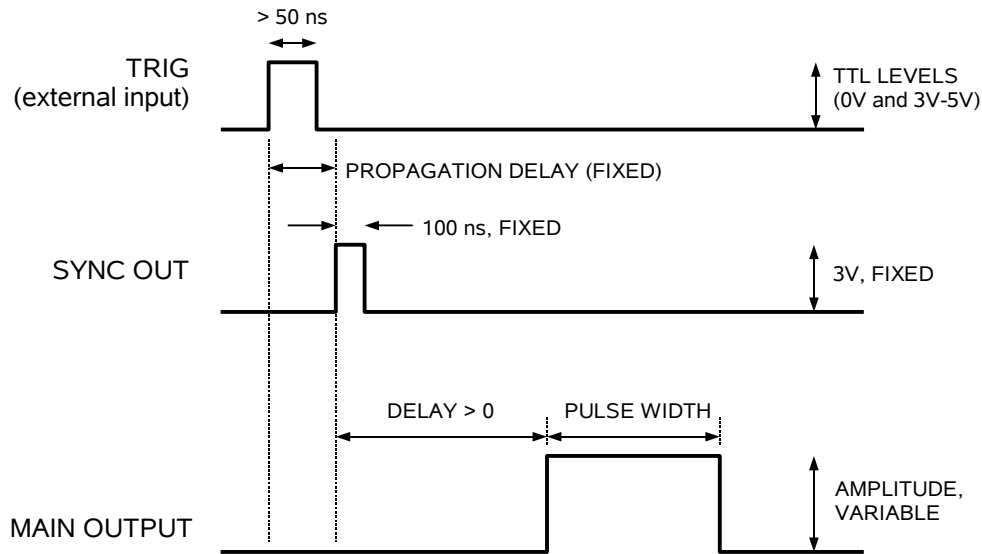 > 50 ns
TRIG
(external input)
TTL LEVELS
(0V and 3V-5V)
PROPAGATION DELAY (FIXED)
100 ns, FIXED
SYNC OUT
3V, FIXED
DELAY > 0
PULSE WIDTH
MAIN OUTPUT
AMPLITUDE,
VARIABLE